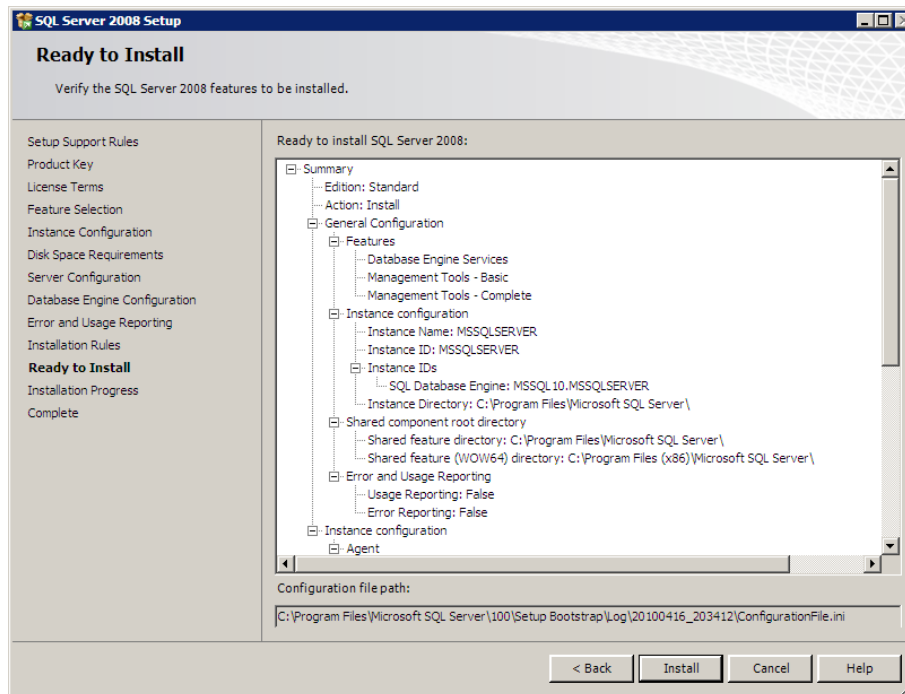 SQL Server 2008 Setup
Ready to Install
Verify the SQL Server 2008 features to be installed.
Setup Support Rules
Product Key
License Terms
Feature Selection
Instance Configuration
Disk Space Requirements
Server Configuration
Database Engine Configuration
Error and Usage Reporting
Installation Rules
Ready to Install
Installation Progress
Complete
Ready to install SQL Server 2008:
Summary
Edition: Standard
Action: Install
General Configuration
Features
Database Engine Services
Management Tools - Basic
Management Tools - Complete
Instance configuration
Instance Name: MSSQLSERVER
Instance ID: MSSQLSERVER
Instance IDs
SQL Database Engine: MSSQL10.MSSQLSERVER
Instance Directory: C:\Program Files\Microsoft SQL Server\
Shared component root directory
Shared feature directory: C:\Program Files\Microsoft SQL Server\
Shared feature (WOW64) directory: C:\Program Files (x86)\Microsoft SQL Server\
Error and Usage Reporting
Usage Reporting: False
Error Reporting: False
Instance configuration
Agent
Configuration file path:
C:\Program Files\Microsoft SQL Server\100\Setup Bootstrap\Log\20100416_203412\ConfigurationFile.ini
< Back Install Cancel Help